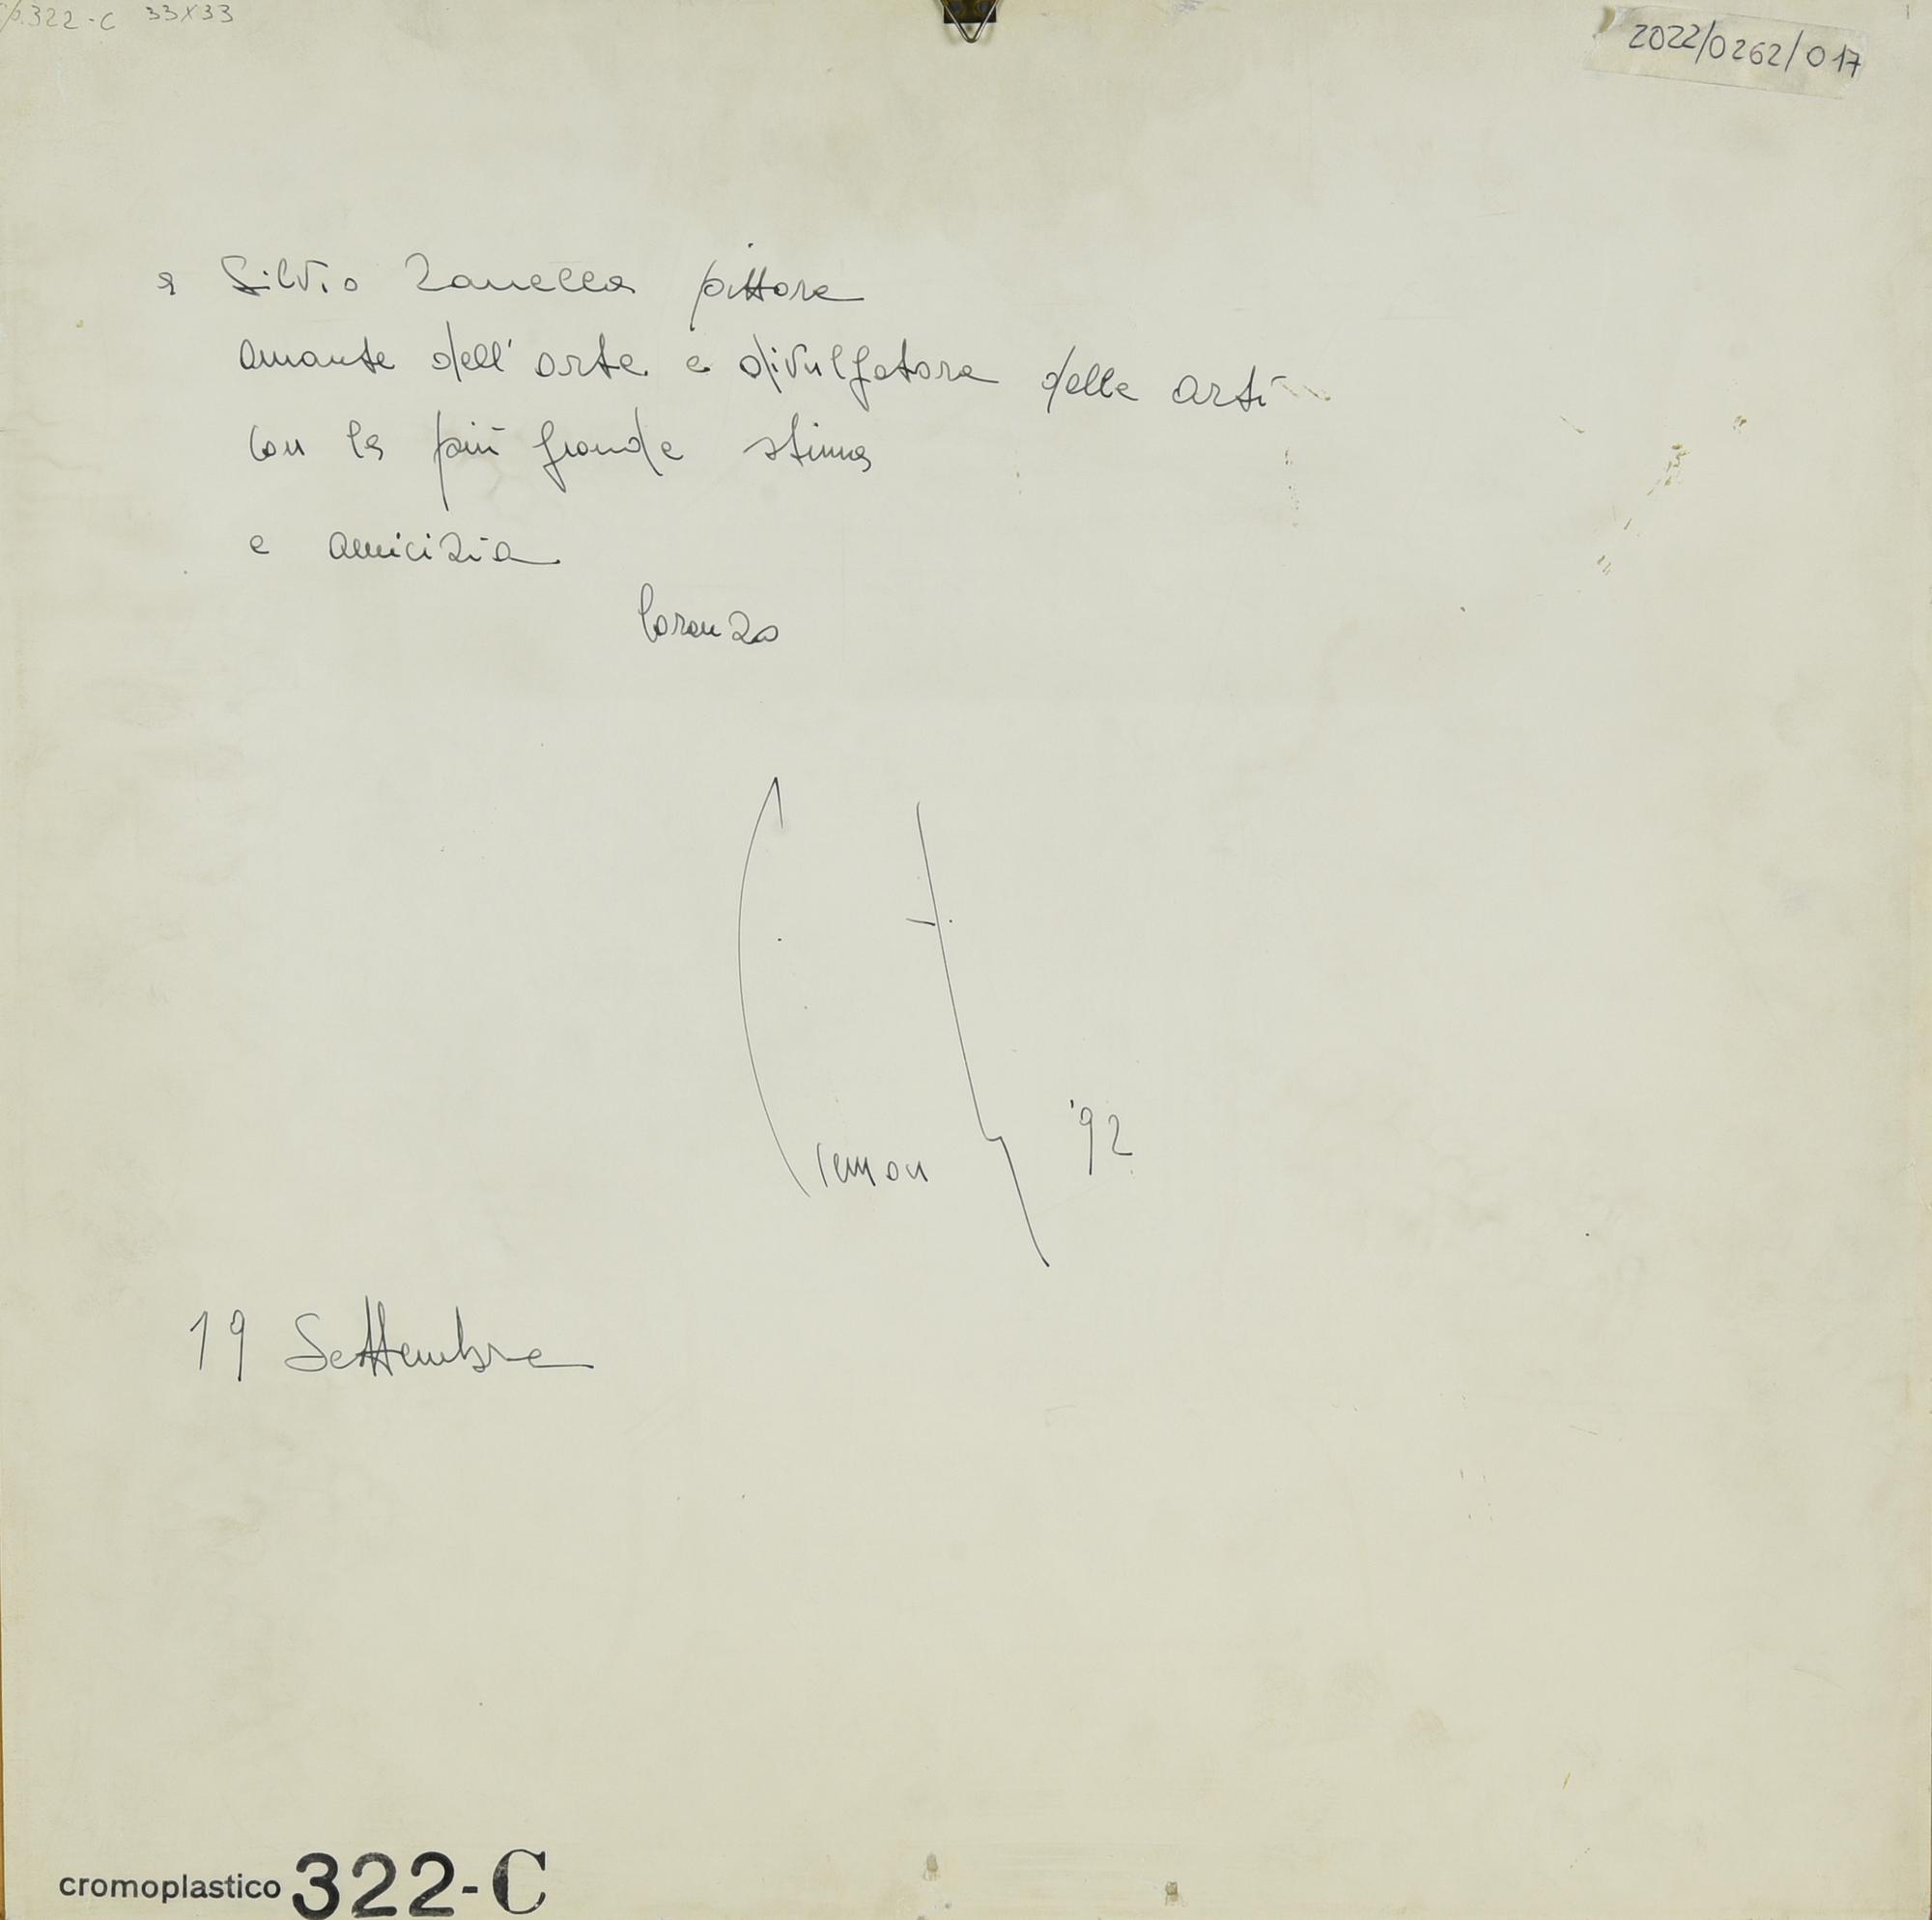 cp.322-C 33x33
2022/0262/017
a Silvio Zanella pittore
amante dell'arte e divulgatore delle arti
con la più grande stima
e amicizia
Lorenzo
'92
19 Settembre
cromoplastico 322-C